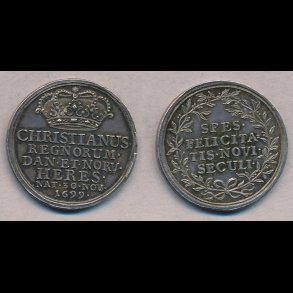 CHRISTIANUS
REGNORUM·
DAN·ET·NORV·
HERES·
NAT·30·NOV·
1699·
SPES·
FELICITA·
TIS·NOVI·
SECULI·